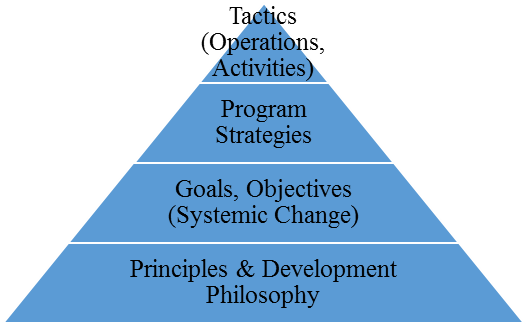 Tactics
(Operations,
Activities)
Program
Strategies
Goals, Objectives
(Systemic Change)
Principles & Development
Philosophy